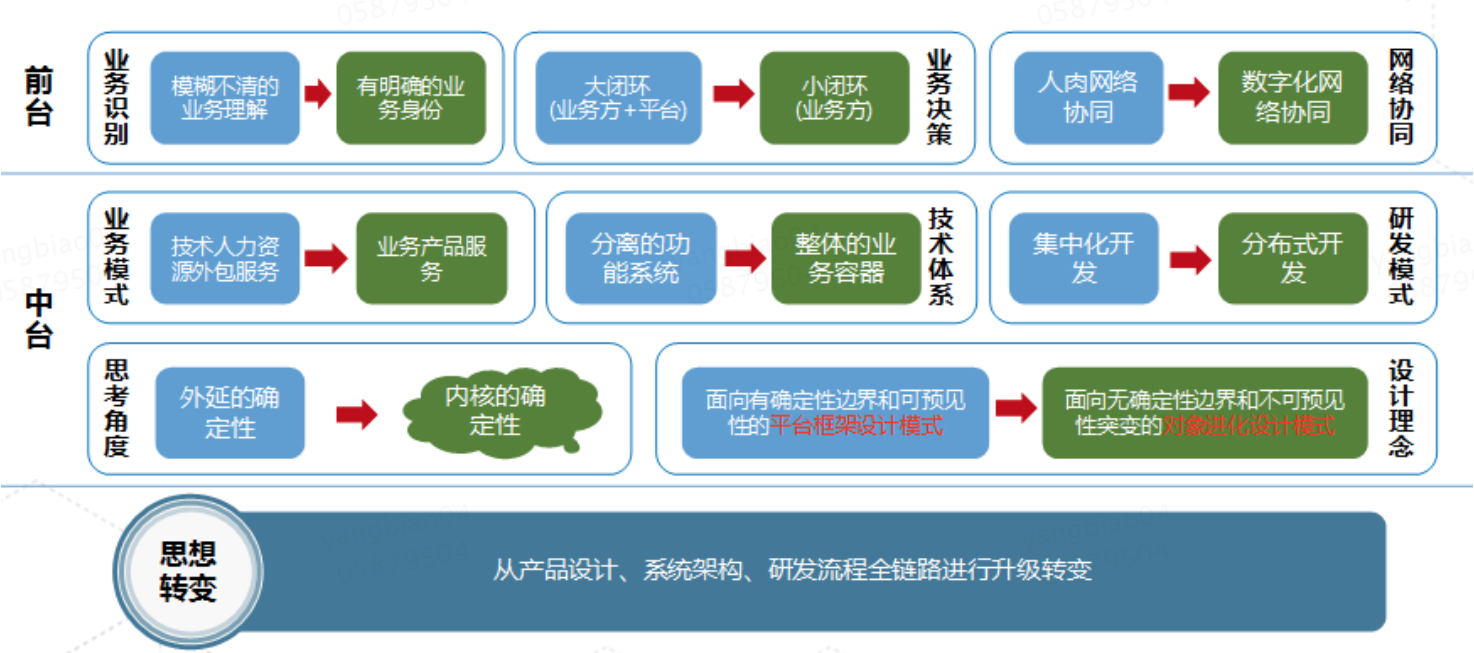 前台
业务识别
模糊不清的
业务理解
有明确的业
务身份
大闭环
(业务方+平台)
小闭环
(业务方)
业务决策
人肉网络
协同
数字化网
络协同
网络协同
中台
业务模式
技术人力资
源外包服务
业务产品服
务
分离的功
能系统
整体的业
务容器
技术体系
集中化开
发
分布式开
发
研发模式
思考角度
外延的确
定性
内核的确
定性
面向有确定性边界和可预见
性的平台框架设计模式
面向无确定性边界和不可预见
性突变的对象进化设计模式
设计理念
思想
转变
从产品设计、系统架构、研发流程全链路进行升级转变